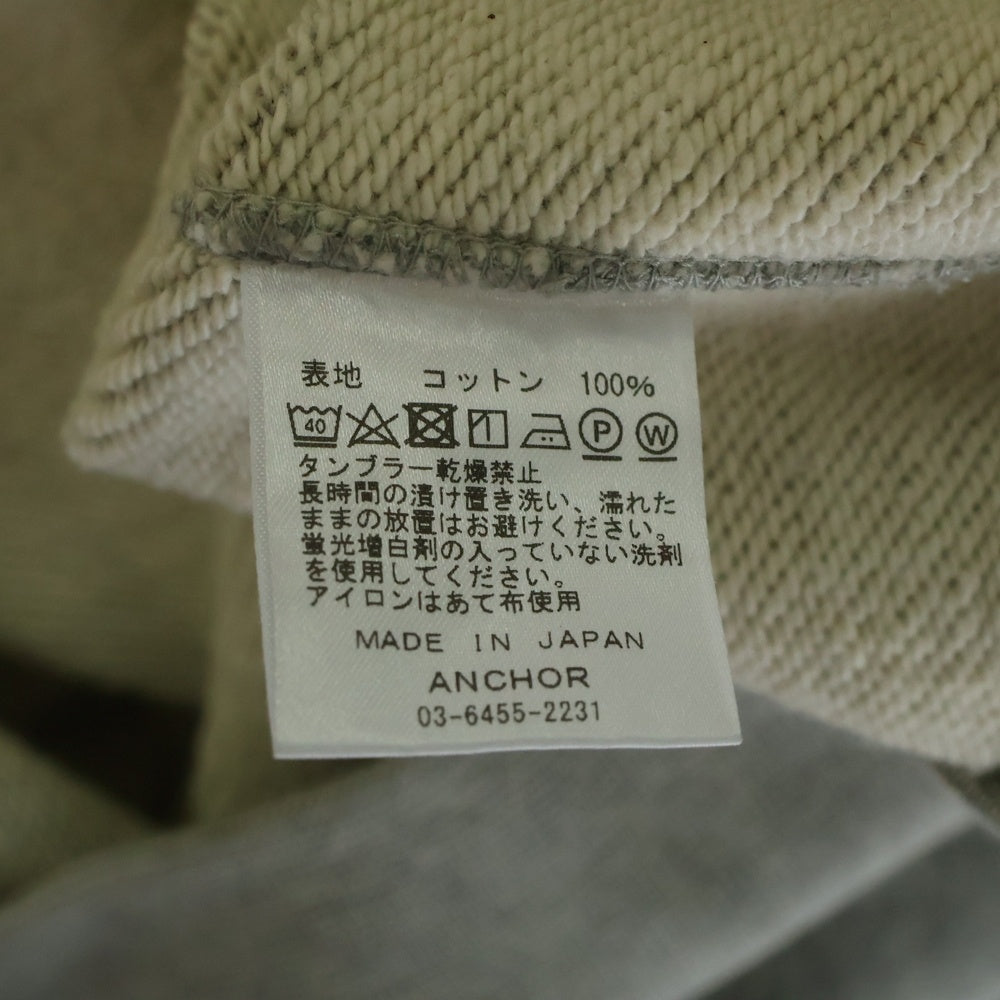 表地 コットン 100%
40 P W
タンブラー乾燥禁止
長時間の漬け置き洗い、濡れた
ままの放置はお避けください。
蛍光増白剤の入っていない洗剤
を使用してください。
アイロンはあて布使用
MADE IN JAPAN
ANCHOR
03-6455-2231